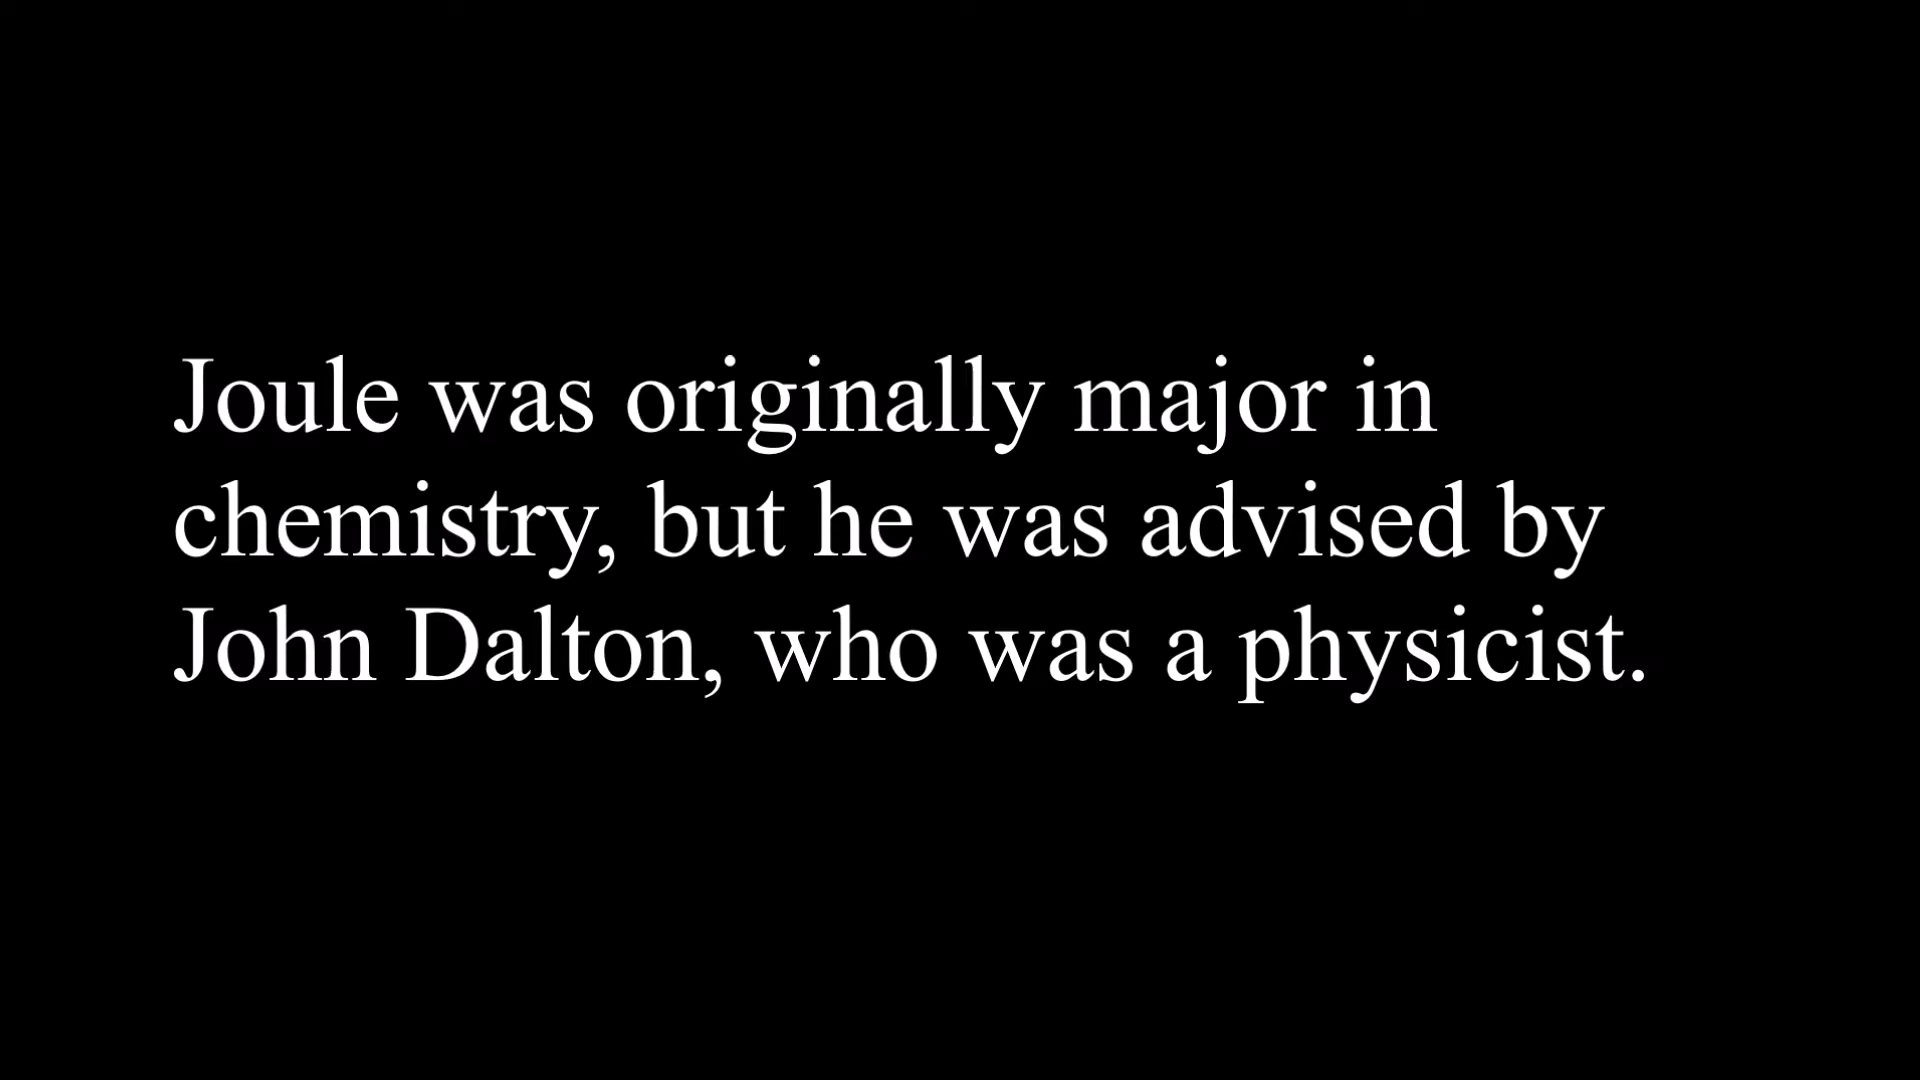 Joule was originally major in
chemistry, but he was advised by
John Dalton, who was a physicist.